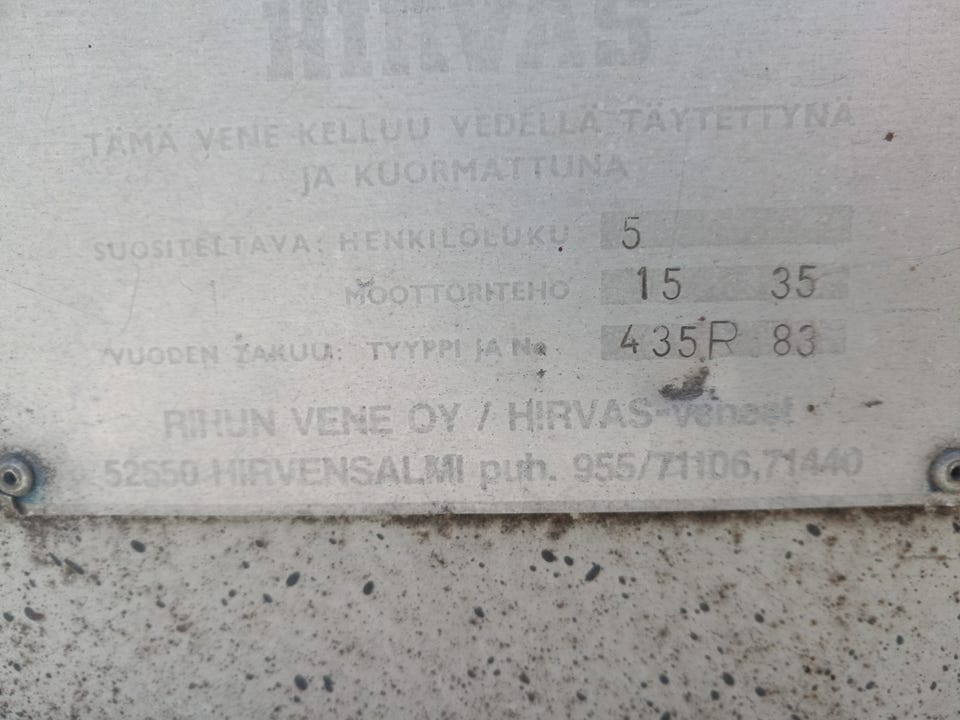 HIRVAS
TÄMÄ VENE KELLUU VEDELLÄ TÄYTETTYNÄ
JA KUORMATTUNA
SUOSITELTAVA: HENKILÖLUKU 5
MOOTTORITEHO 15 35
VUODEN TAKUU: TYYPPI JA No 435R 83
RIHUN VENE OY / HIRVAS-veneet
52550 HIRVENSALMI puh. 955/71106,71440